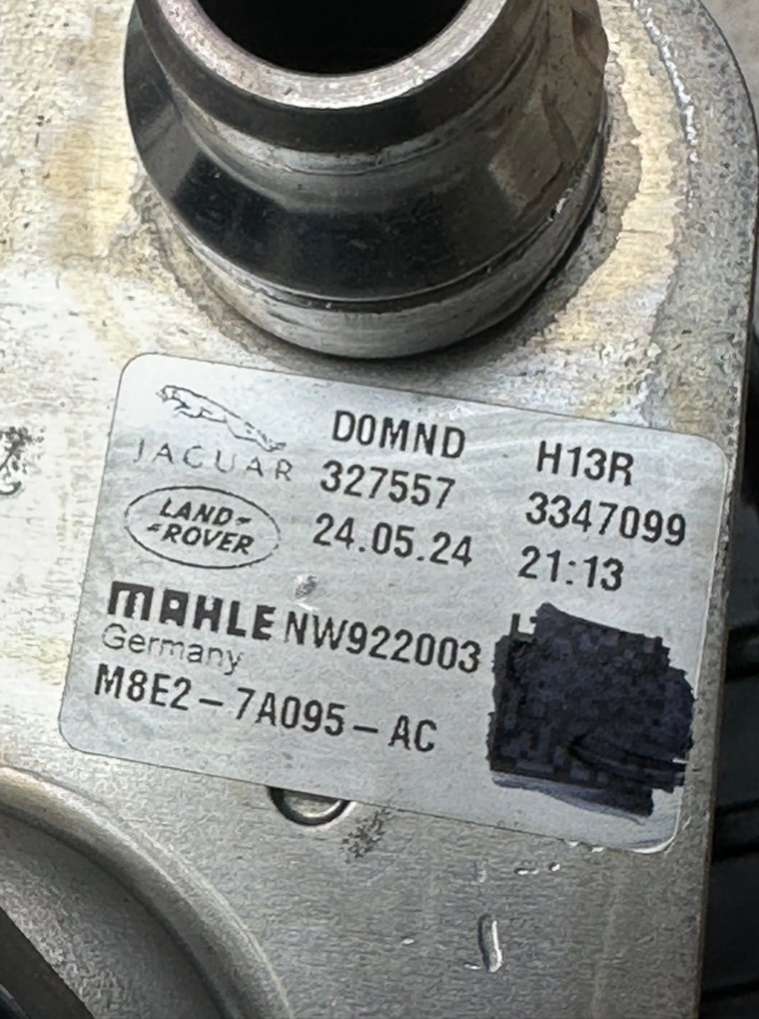 JAGUAR
LAND-
-ROVER
D0MND H13R
327557 3347099
24.05.24 21:13
MAHLE NW922003
Germany
M8E2-7A095-AC